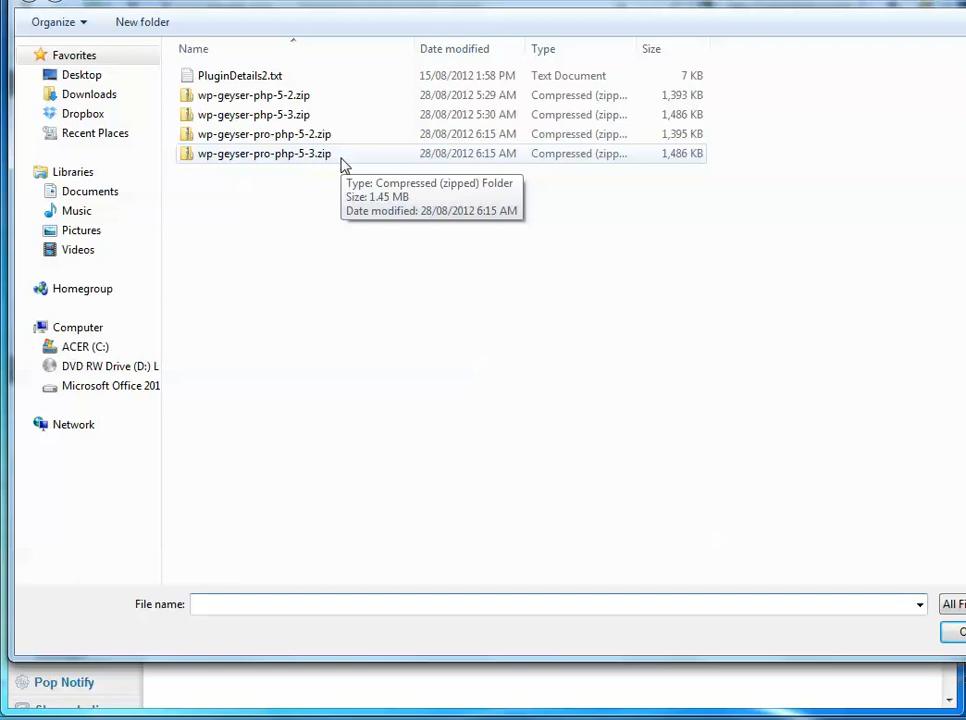 Organize New folder
Name Date modified Type Size
Favorites
Desktop
Downloads
Dropbox
Recent Places
Libraries
Documents
Music
Pictures
Videos
Homegroup
Computer
ACER (C:)
DVD RW Drive (D:) L
Microsoft Office 201
Network
PluginDetails2.txt 15/08/2012 1:58 PM Text Document 7 KB
wp-geyser-php-5-2.zip 28/08/2012 5:29 AM Compressed (zipp... 1,393 KB
wp-geyser-php-5-3.zip 28/08/2012 5:30 AM Compressed (zipp... 1,486 KB
wp-geyser-pro-php-5-2.zip 28/08/2012 6:15 AM Compressed (zipp... 1,395 KB
wp-geyser-pro-php-5-3.zip 28/08/2012 6:15 AM Compressed (zipp... 1,486 KB
Type: Compressed (zipped) Folder
Size: 1.45 MB
Date modified: 28/08/2012 6:15 AM
File name: All Fi
Pop Notify